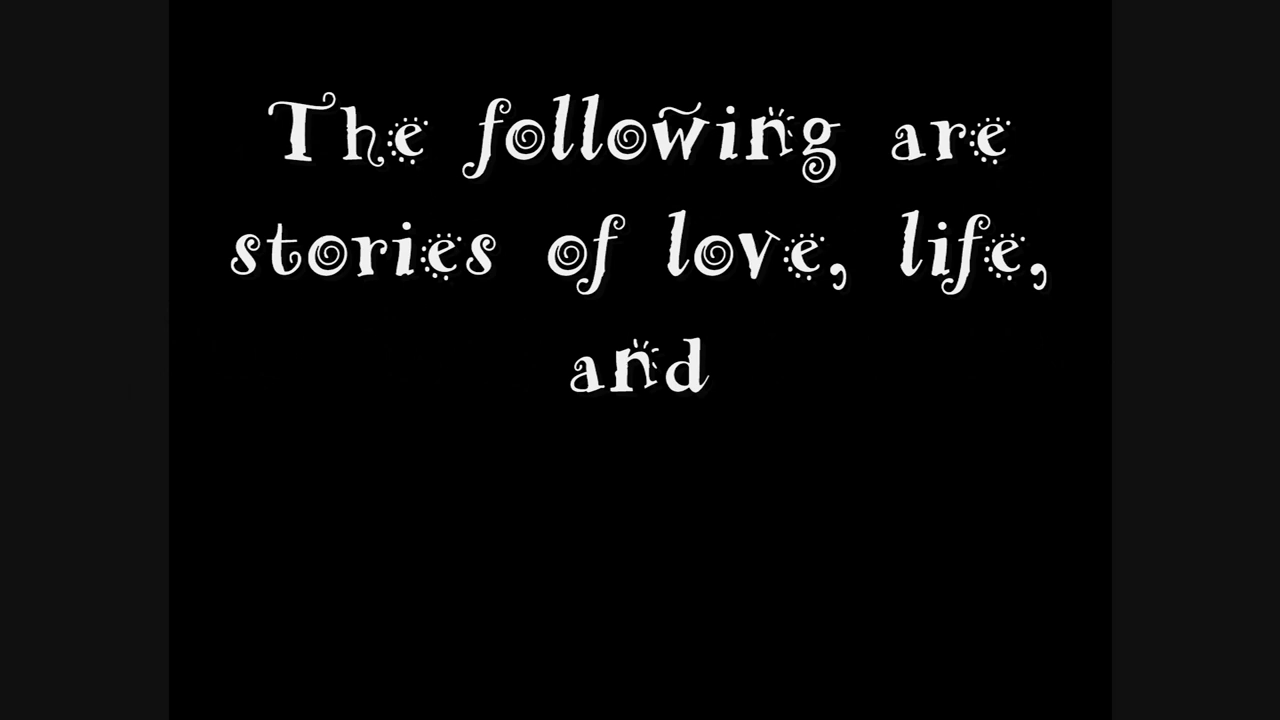 The following are
stories of love, life,
and